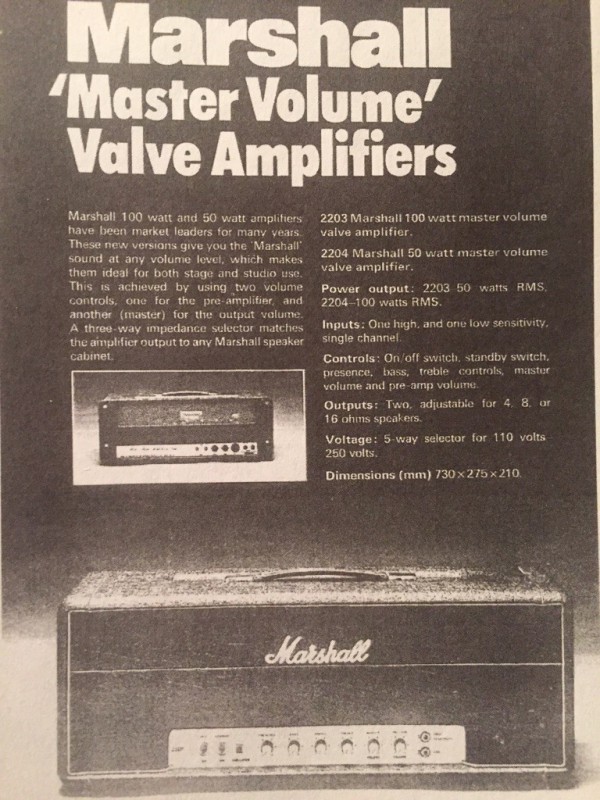 Marshall
'Master Volume'
Valve Amplifiers
Marshall 100 watt and 50 watt amplifiers
have been market leaders for many years.
These new versions give you the 'Marshall'
sound at any volume level, which makes
them ideal for both stage and studio use.
This is achieved by using two volume
controls, one for the pre-amplifier, and
another (master) for the output volume.
A three-way impedance selector matches
the amplifier output to any Marshall speaker
cabinet.
2203 Marshall 100 watt master volume
valve amplifier.
2204 Marshall 50 watt master volume
valve amplifier.
Power output: 2203 50 watts RMS,
2204–100 watts RMS.
Inputs: One high, and one low sensitivity,
single channel.
Controls: On/off switch, standby switch,
presence, bass, treble controls, master
volume and pre-amp volume.
Outputs: Two, adjustable for 4, 8, or
16 ohms speakers.
Voltage: 5-way selector for 110 volts
250 volts.
Dimensions (mm) 730×275×210.
Marshall